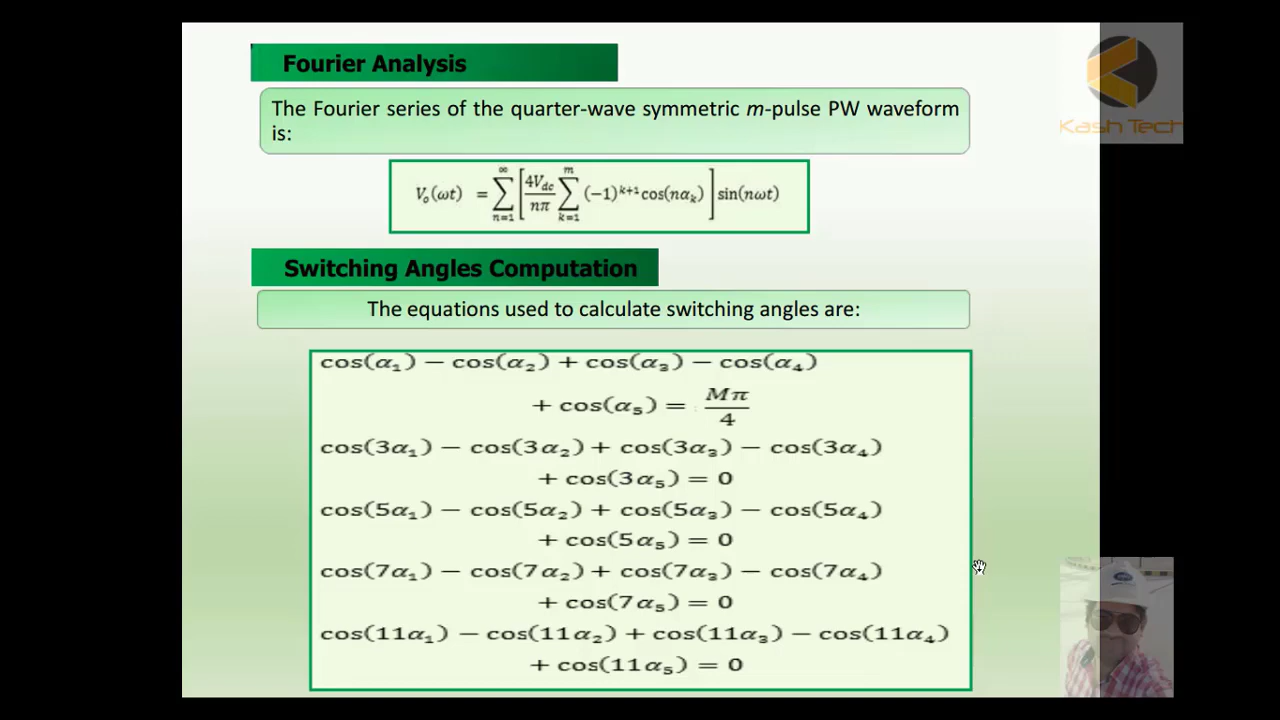 Fourier Analysis
Kash Tech
The Fourier series of the quarter-wave symmetric m-pulse PW waveform
is:
V₀(ωt) = ∑_{n=1}^{∞} [ 4V_{dc}/nπ ∑_{k=1}^{m} (−1)^{k+1} cos(nα_k) ] sin(nωt)
Switching Angles Computation
The equations used to calculate switching angles are:
cos(α₁) − cos(α₂) + cos(α₃) − cos(α₄)
+ cos(α₅) = Mπ/4
cos(3α₁) − cos(3α₂) + cos(3α₃) − cos(3α₄)
+ cos(3α₅) = 0
cos(5α₁) − cos(5α₂) + cos(5α₃) − cos(5α₄)
+ cos(5α₅) = 0
cos(7α₁) − cos(7α₂) + cos(7α₃) − cos(7α₄)
+ cos(7α₅) = 0
cos(11α₁) − cos(11α₂) + cos(11α₃) − cos(11α₄)
+ cos(11α₅) = 0